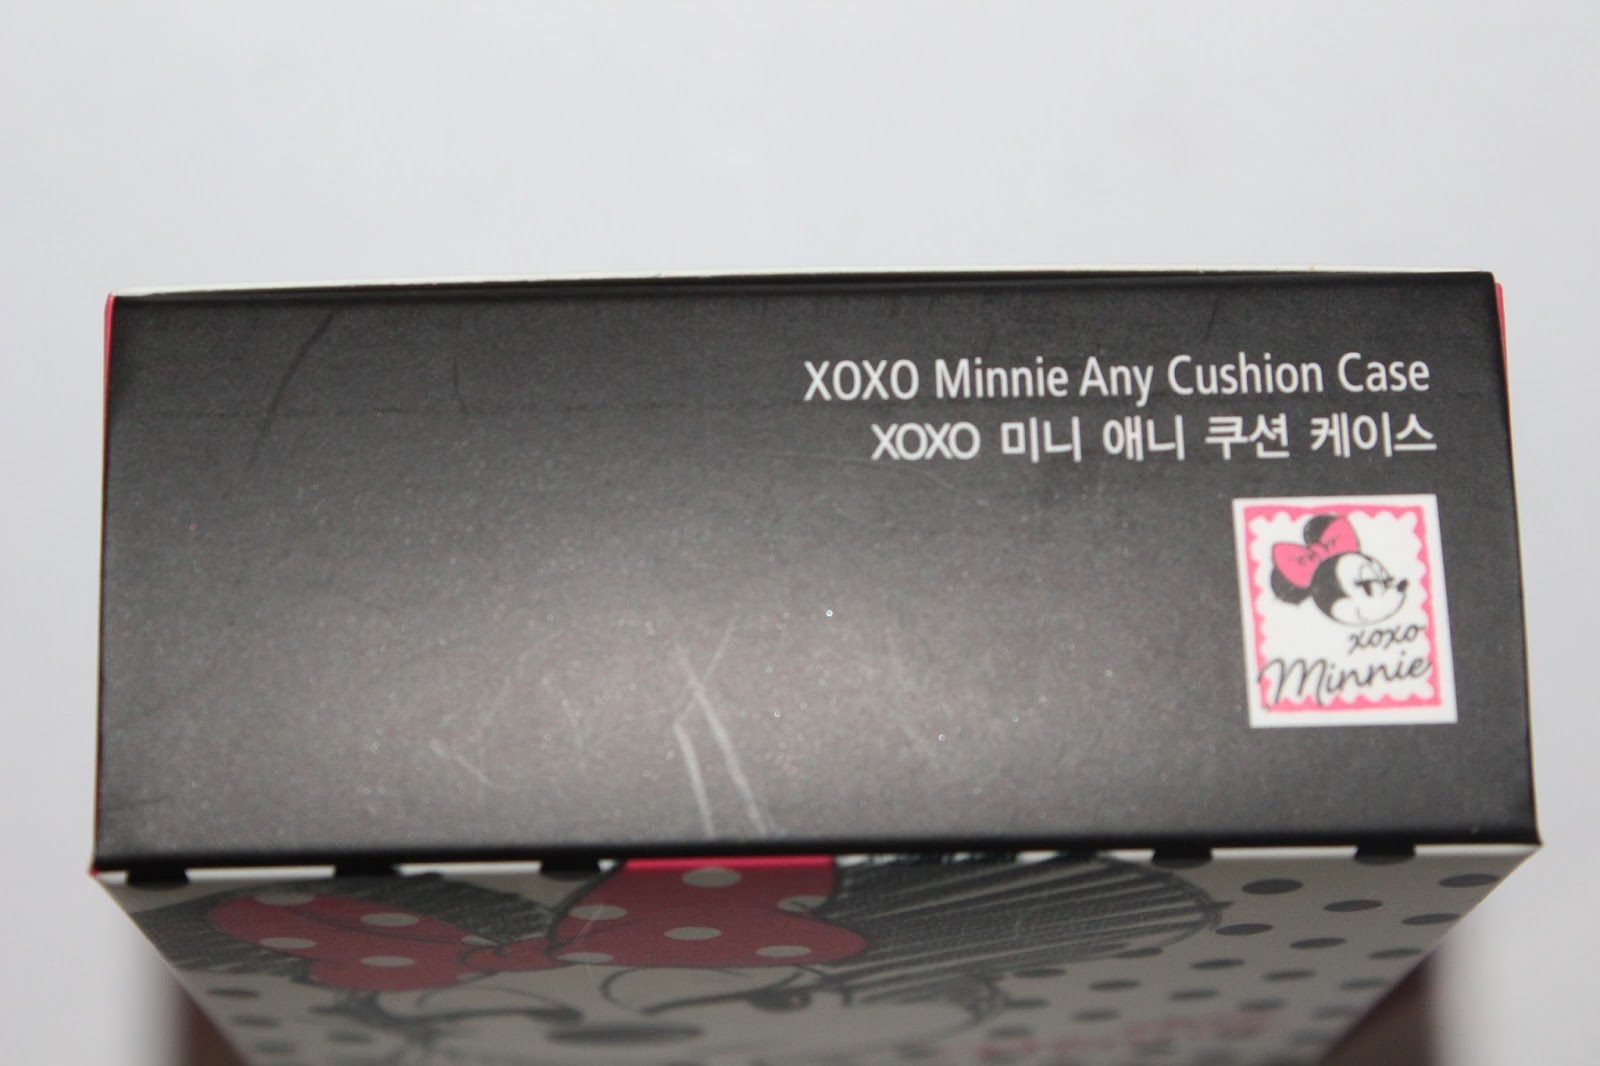 XOXO Minnie Any Cushion Case
XOXO 미니 애니 쿠션 케이스
xoxo
Minnie